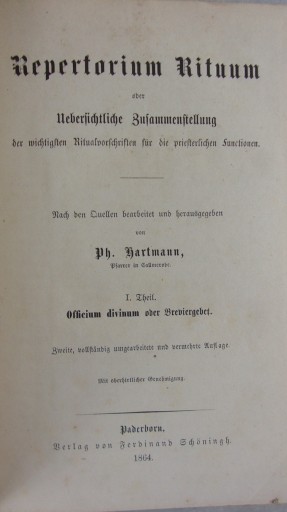 Repertorium Rituum
oder
Uebersichtliche Zusammenstellung
der wichtigsten Ritualvorschriften für die priesterlichen Functionen.
Nach den Quellen bearbeitet und herausgegeben
von
Ph. Hartmann,
Pfarrer in
I. Theil.
Officium divinum oder Breviergebet.
Zweite, vollständig umgearbeitete und vermehrte Auflage
Mit oberhirtlicher Genehmigung.
Paderborn.
Verlag von Ferdinand Schöningh.
1864.